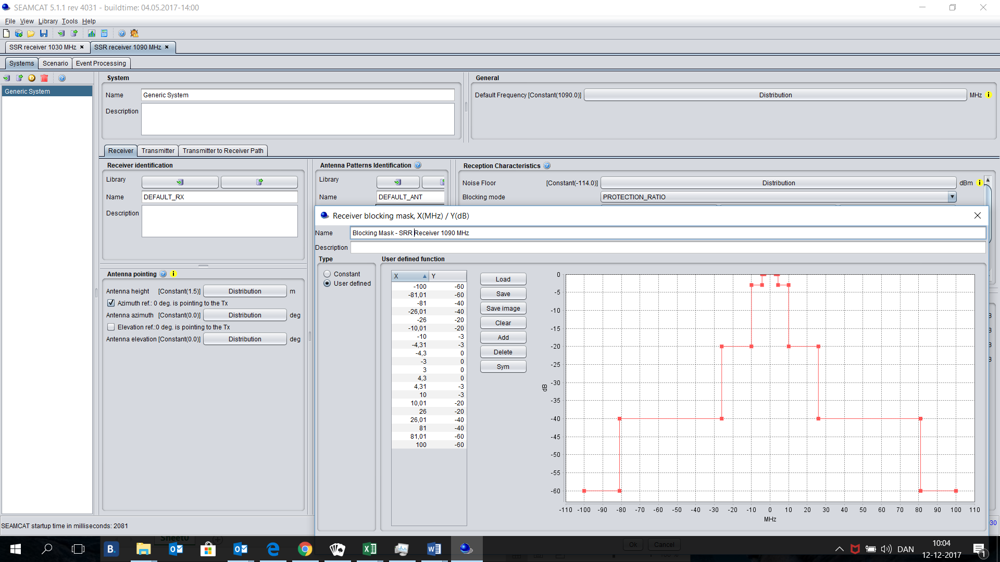 SEAMCAT 5.1.1 rev 4031 - buildtime: 04.05.2017-14:00
File View Library Tools Help
SSR receiver 1030 MHz × SSR receiver 1090 MHz ×
Systems Scenario Event Processing
Generic System
System
Name Generic System
Description
General
Default Frequency [Constant(1090.0)] Distribution MHz
Receiver Transmitter Transmitter to Receiver Path
Receiver identification
Library
Name DEFAULT_RX
Description
Antenna Patterns Identification
Library
Name DEFAULT_ANT
Reception Characteristics
Noise Floor [Constant(-114.0)] Distribution dBm
Blocking mode PROTECTION_RATIO
Antenna pointing
Antenna height [Constant(1.5)] Distribution m
Azimuth ref.: 0 deg. is pointing to the Tx
Antenna azimuth [Constant(0.0)] Distribution deg
Elevation ref.:0 deg. is pointing to the Tx
Antenna elevation [Constant(0.0)] Distribution deg
Receiver blocking mask, X(MHz) / Y(dB)
Name Blocking Mask - SRR Receiver 1090 MHz
Description
Type
Constant
User defined
User defined function
X Y
-100 -60
-81,01 -60
-81 -40
-26,01 -40
-26 -20
-10,01 -20
-10 -3
-4,31 -3
-4,3 0
-3 0
3 0
4,3 0
4,31 -3
10 -3
10,01 -20
26 -20
26,01 -40
81 -40
81,01 -60
100 -60
Load
Save
Save image
Clear
Add
Delete
Sym
0
-5
-10
-15
-20
-25
-30
-35
-40
-45
-50
-55
-60
dB
-110 -100 -90 -80 -70 -60 -50 -40 -30 -20 -10 0 10 20 30 40 50 60 70 80 90 100 110
MHz
Ok Cancel
SEAMCAT startup time in milliseconds: 2081
30
Sheet0
B.
DAN
10:04
12-12-2017
1